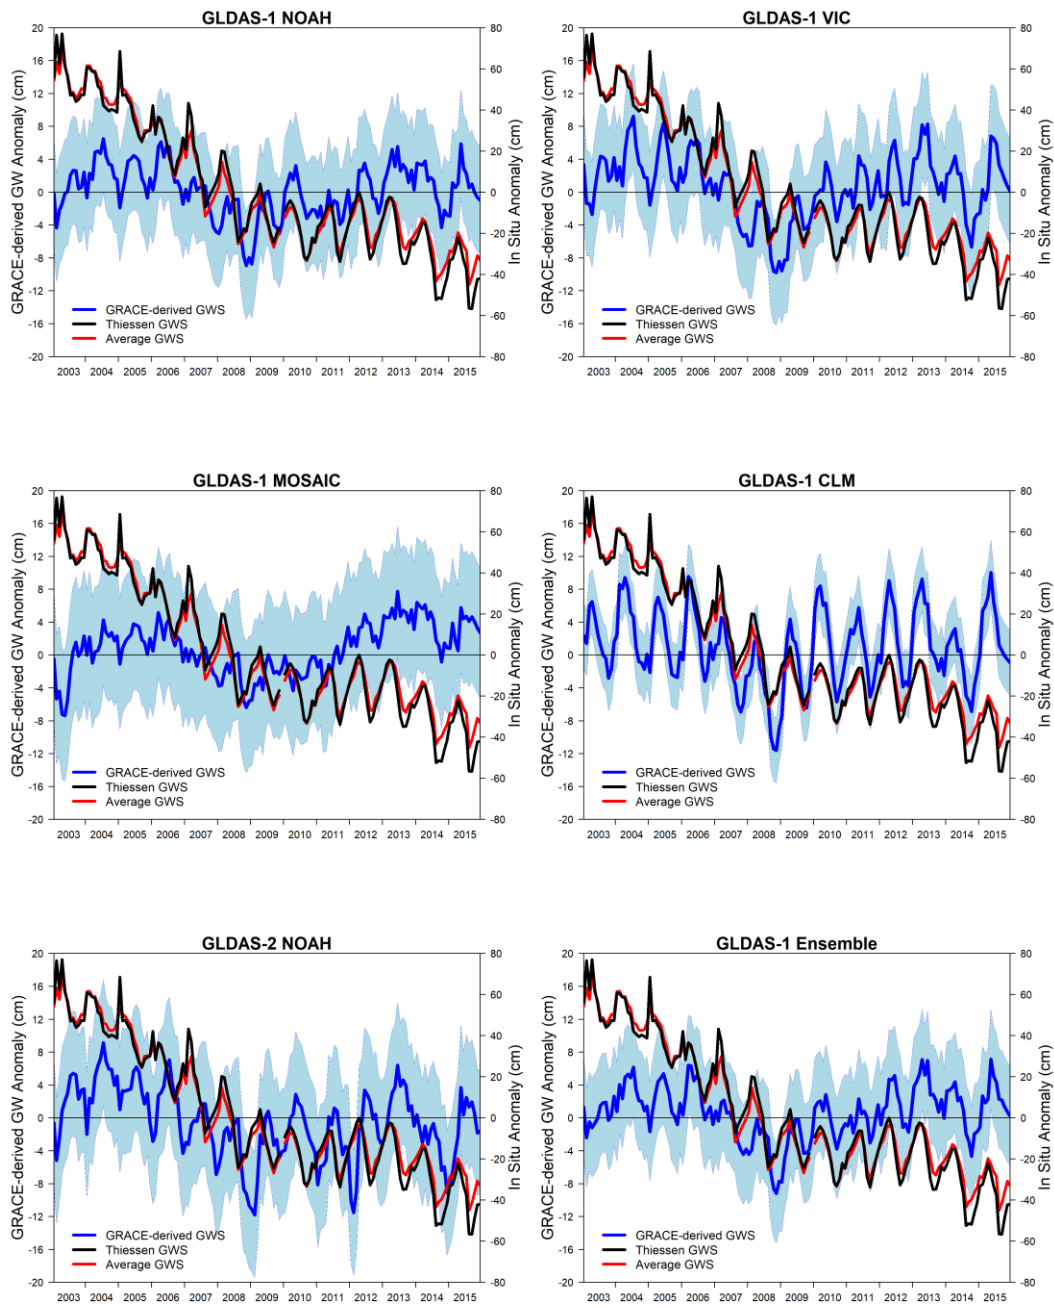 GLDAS-1 NOAH
GRACE-derived GW Anomaly (cm)
20
16
12
8
4
0
-4
-8
-12
-16
-20
80
60
40
20
0
-20
-40
-60
-80
In Situ Anomaly (cm)
GRACE-derived GWS
Thiessen GWS
Average GWS
2003 2004 2005 2006 2007 2008 2009 2010 2011 2012 2013 2014 2015
GLDAS-1 VIC
GRACE-derived GW Anomaly (cm)
20
16
12
8
4
0
-4
-8
-12
-16
-20
80
60
40
20
0
-20
-40
-60
-80
In Situ Anomaly (cm)
GRACE-derived GWS
Thiessen GWS
Average GWS
2003 2004 2005 2006 2007 2008 2009 2010 2011 2012 2013 2014 2015
GLDAS-1 MOSAIC
GRACE-derived GW Anomaly (cm)
20
16
12
8
4
0
-4
-8
-12
-16
-20
80
60
40
20
0
-20
-40
-60
-80
In Situ Anomaly (cm)
GRACE-derived GWS
Thiessen GWS
Average GWS
2003 2004 2005 2006 2007 2008 2009 2010 2011 2012 2013 2014 2015
GLDAS-1 CLM
GRACE-derived GW Anomaly (cm)
20
16
12
8
4
0
-4
-8
-12
-16
-20
80
60
40
20
0
-20
-40
-60
-80
In Situ Anomaly (cm)
GRACE-derived GWS
Thiessen GWS
Average GWS
2003 2004 2005 2006 2007 2008 2009 2010 2011 2012 2013 2014 2015
GLDAS-2 NOAH
GRACE-derived GW Anomaly (cm)
20
16
12
8
4
0
-4
-8
-12
-16
-20
80
60
40
20
0
-20
-40
-60
-80
In Situ Anomaly (cm)
GRACE-derived GWS
Thiessen GWS
Average GWS
2003 2004 2005 2006 2007 2008 2009 2010 2011 2012 2013 2014 2015
GLDAS-1 Ensemble
GRACE-derived GW Anomaly (cm)
20
16
12
8
4
0
-4
-8
-12
-16
-20
80
60
40
20
0
-20
-40
-60
-80
In Situ Anomaly (cm)
GRACE-derived GWS
Thiessen GWS
Average GWS
2003 2004 2005 2006 2007 2008 2009 2010 2011 2012 2013 2014 2015